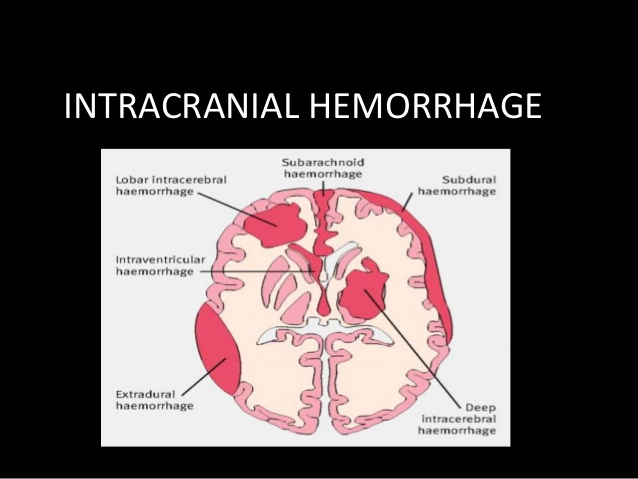 INTRACRANIAL HEMORRHAGE
Subarachnoid
haemorrhage
Lobar intracerebral
haemorrhage
Subdural
haemorrhage
Intraventricular
haemorrhage
Extradural
haemorrhage
Deep
intracerebral
haemorrhage